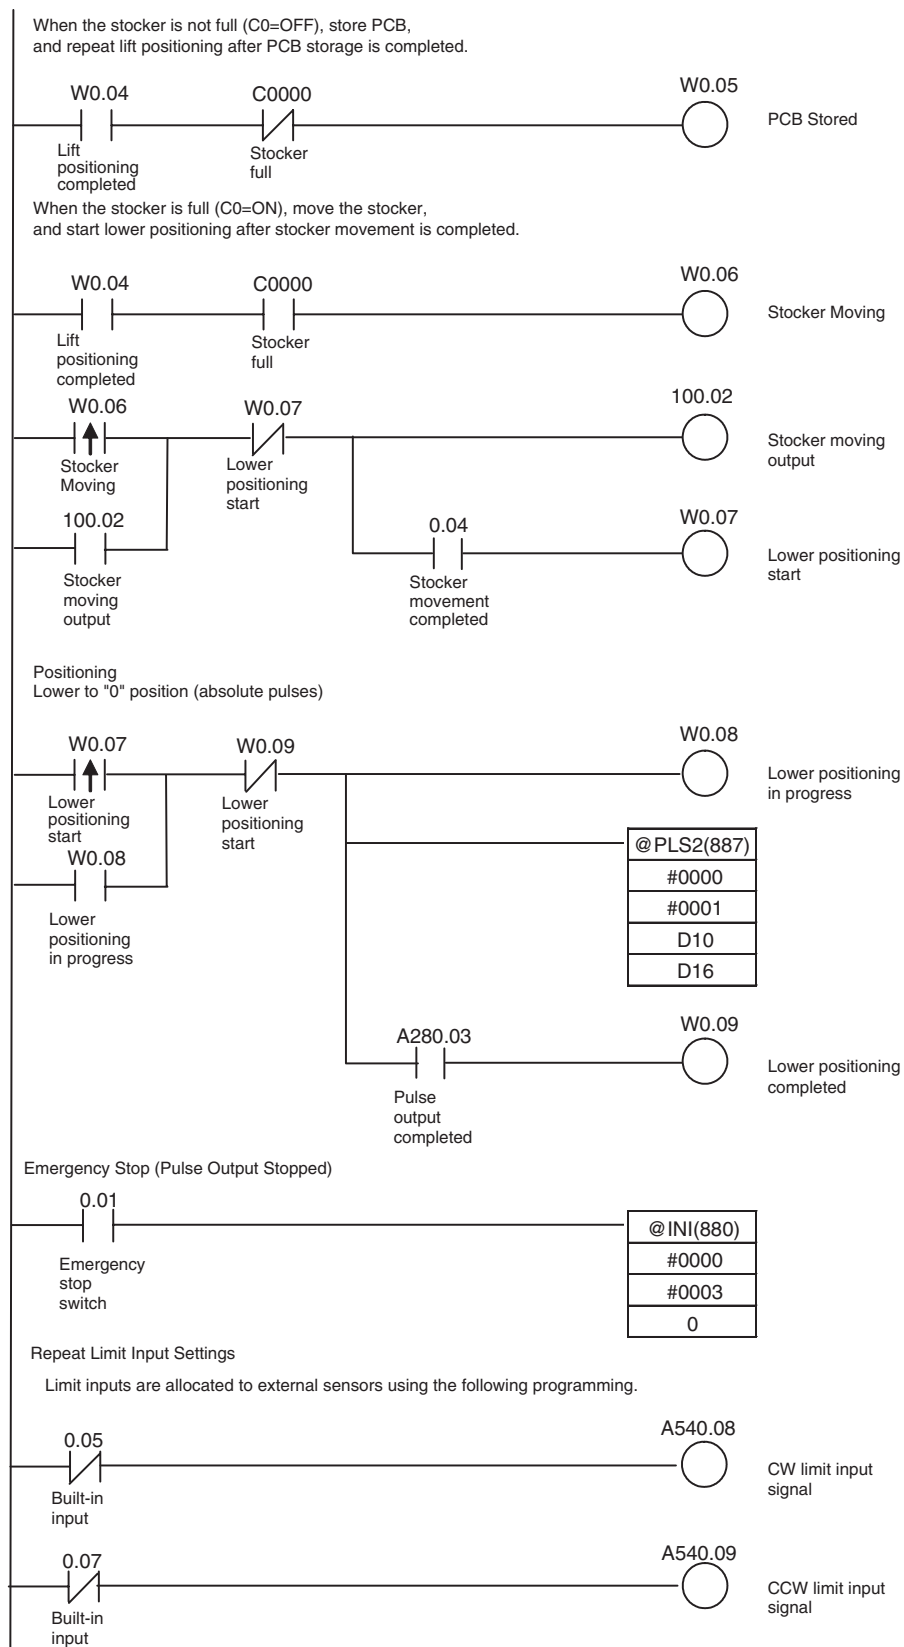 When the stocker is not full (C0=OFF), store PCB,
and repeat lift positioning after PCB storage is completed.
W0.04
C0000
W0.05
PCB Stored
Lift
positioning
completed
Stocker
full
When the stocker is full (C0=ON), move the stocker,
and start lower positioning after stocker movement is completed.
W0.04
C0000
W0.06
Stocker Moving
Lift
positioning
completed
Stocker
full
W0.06
W0.07
100.02
Stocker
Moving
Lower
positioning
start
Stocker moving
output
100.02
0.04
W0.07
Stocker
moving
output
Stocker
movement
completed
Lower positioning
start
Positioning
Lower to "0" position (absolute pulses)
W0.07
W0.09
W0.08
Lower
positioning
start
Lower
positioning
start
Lower positioning
in progress
W0.08
Lower
positioning
in progress
@PLS2(887)
#0000
#0001
D10
D16
A280.03
W0.09
Pulse
output
completed
Lower positioning
completed
Emergency Stop (Pulse Output Stopped)
0.01
Emergency
stop
switch
@INI(880)
#0000
#0003
0
Repeat Limit Input Settings
Limit inputs are allocated to external sensors using the following programming.
0.05
A540.08
Built-in
input
CW limit input
signal
0.07
A540.09
Built-in
input
CCW limit input
signal